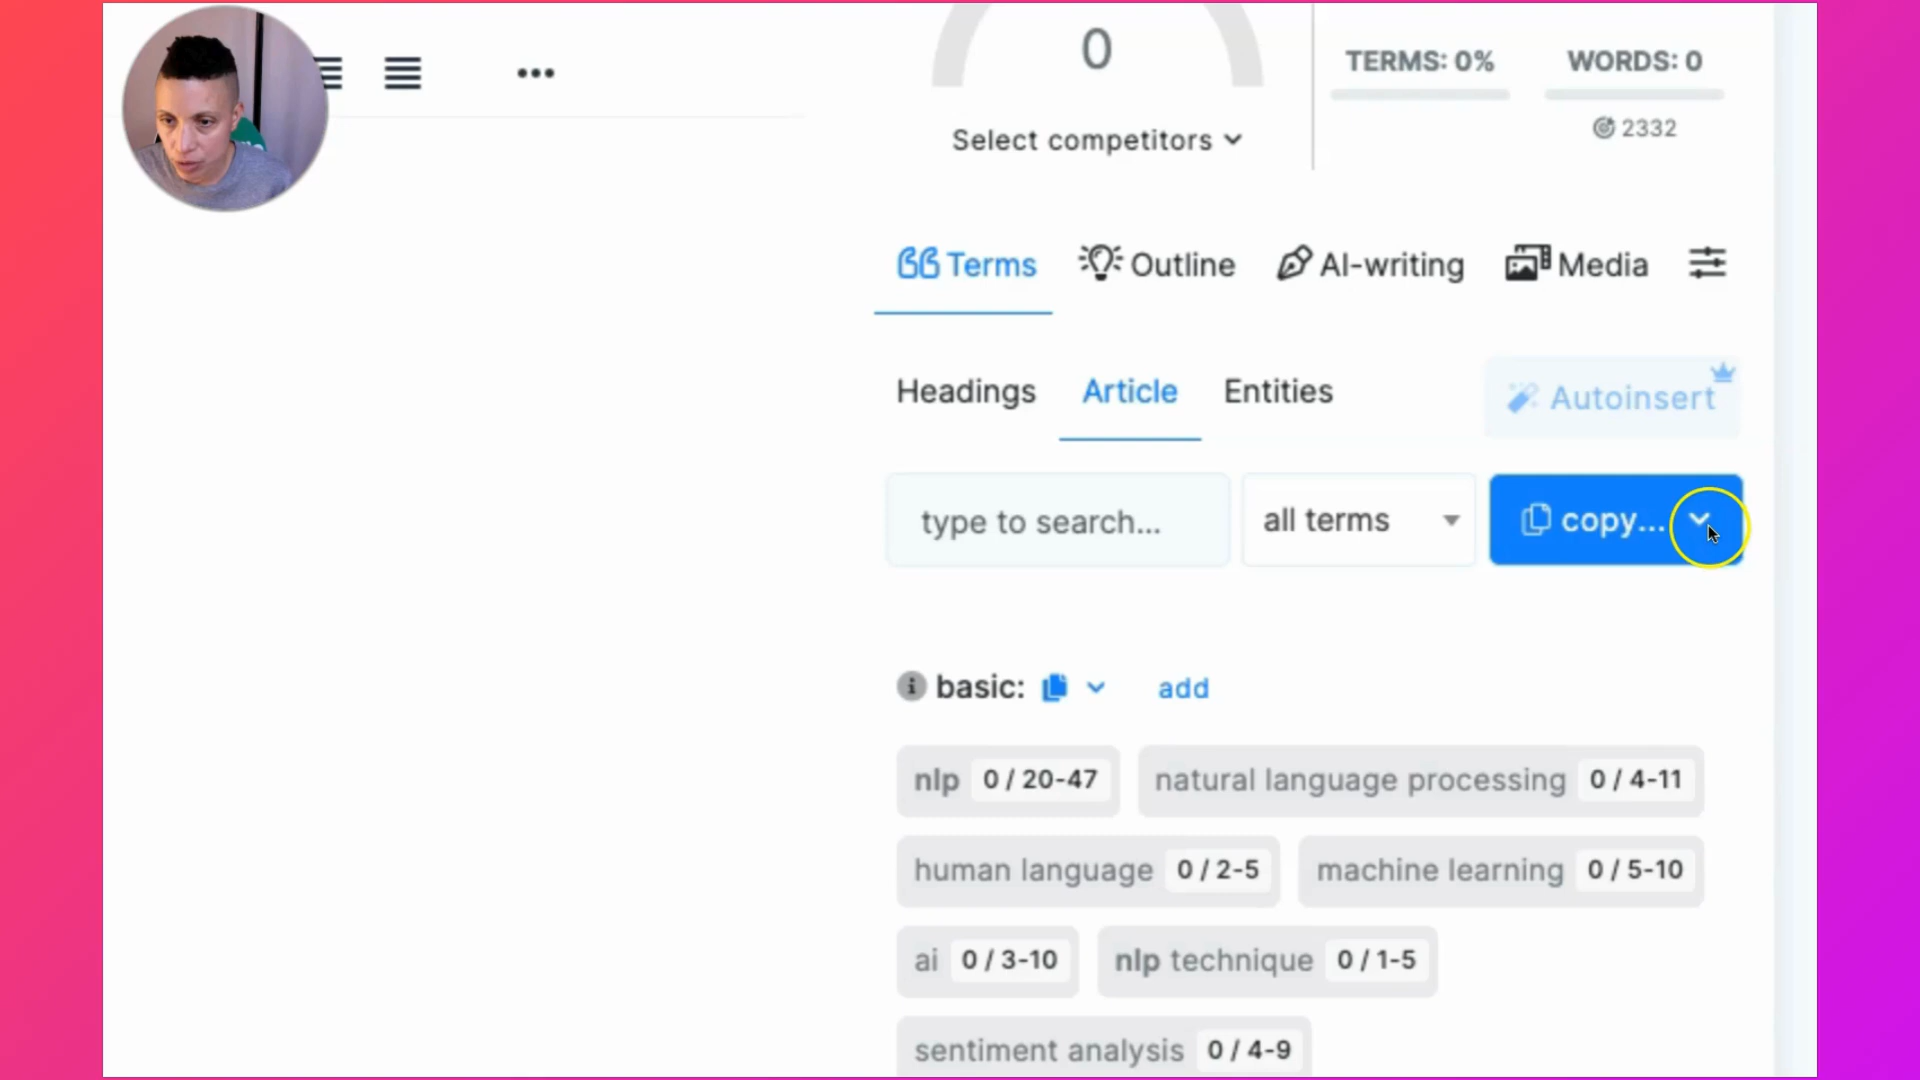 0
TERMS: 0%
WORDS: 0
Select competitors
2332
Terms
Outline
AI-writing
Media
Headings
Article
Entities
Autoinsert
type to search...
all terms
copy...
basic:
add
nlp 0 / 20-47
natural language processing 0 / 4-11
human language 0 / 2-5
machine learning 0 / 5-10
ai 0 / 3-10
nlp technique 0 / 1-5
sentiment analysis 0 / 4-9